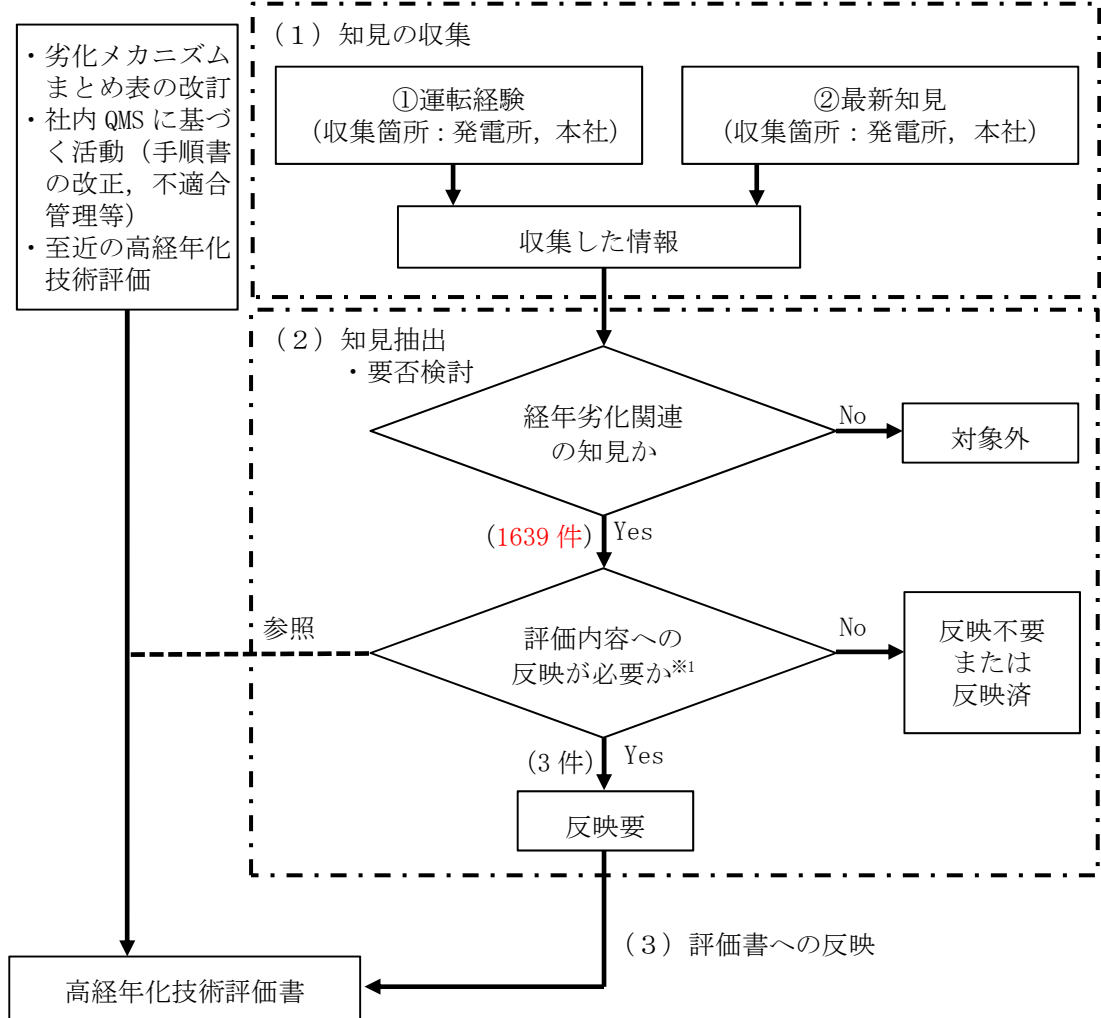 ・劣化メカニズム
まとめ表の改訂
・社内 QMS に基づ
く活動（手順書
の改正，不適合
管理等）
・至近の高経年化
技術評価
（１）知見の収集
①運転経験
（収集箇所：発電所，本社）
②最新知見
（収集箇所：発電所，本社）
収集した情報
（２）知見抽出
・要否検討
経年劣化関連
の知見か
No
対象外
(1639 件)
Yes
参照
評価内容への
反映が必要か※1
No
反映不要
または
反映済
(3 件)
Yes
反映要
（３）評価書への反映
高経年化技術評価書